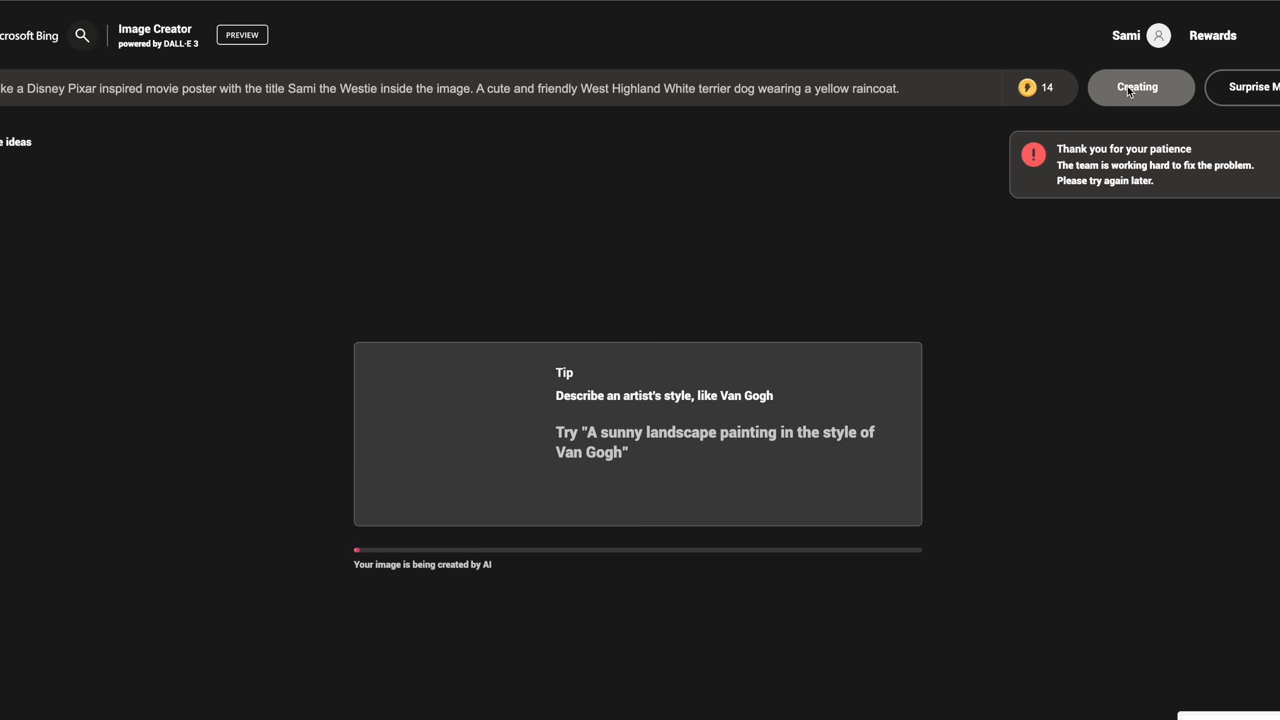 crosoft Bing
Image Creator
powered by DALL·E 3
PREVIEW
Sami
Rewards
ke a Disney Pixar inspired movie poster with the title Sami the Westie inside the image. A cute and friendly West Highland White terrier dog wearing a yellow raincoat.
14
Creating
Surprise M
e ideas
Thank you for your patience
The team is working hard to fix the problem.
Please try again later.
Tip
Describe an artist's style, like Van Gogh
Try "A sunny landscape painting in the style of
Van Gogh"
Your image is being created by AI